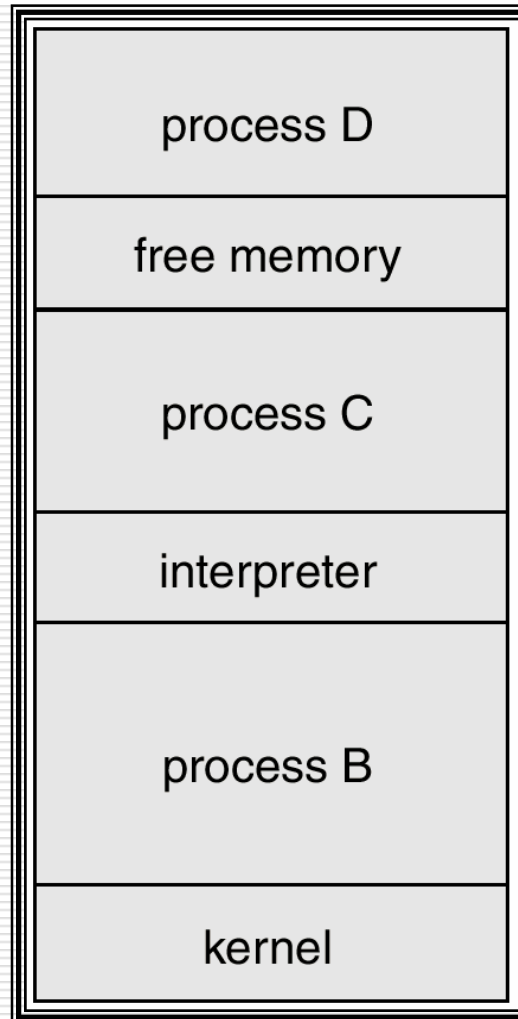 process D
free memory
process C
interpreter
process B
kernel